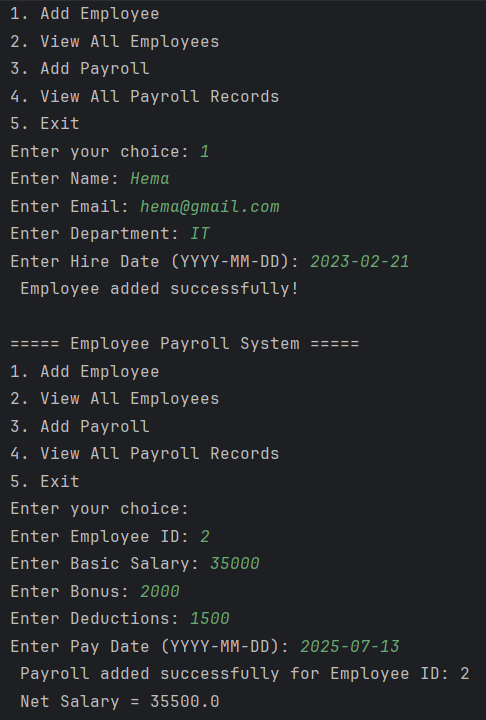 1. Add Employee
2. View All Employees
3. Add Payroll
4. View All Payroll Records
5. Exit
Enter your choice: 1
Enter Name: Hema
Enter Email: hema@gmail.com
Enter Department: IT
Enter Hire Date (YYYY-MM-DD): 2023-02-21
Employee added successfully!
===== Employee Payroll System =====
1. Add Employee
2. View All Employees
3. Add Payroll
4. View All Payroll Records
5. Exit
Enter your choice:
Enter Employee ID: 2
Enter Basic Salary: 35000
Enter Bonus: 2000
Enter Deductions: 1500
Enter Pay Date (YYYY-MM-DD): 2025-07-13
Payroll added successfully for Employee ID: 2
Net Salary = 35500.0